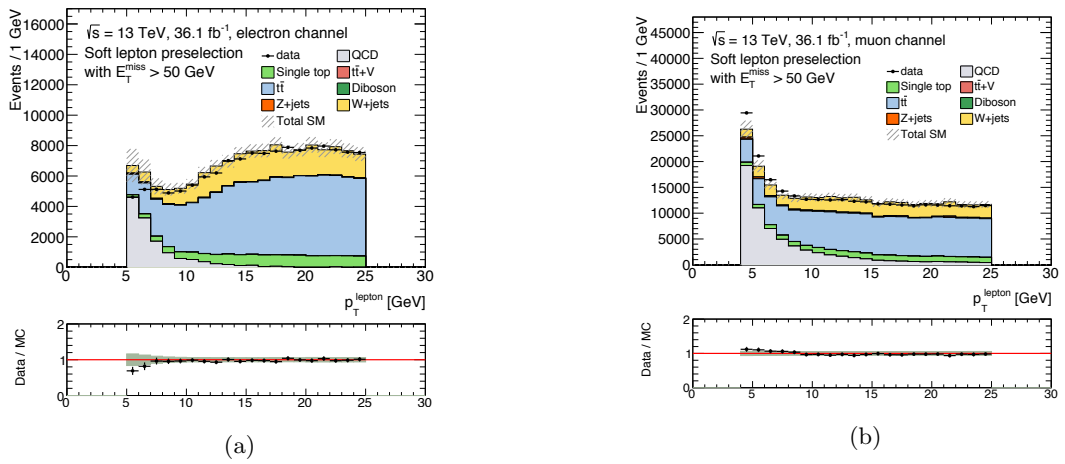 Events / 1 GeV
16000
14000
12000
10000
8000
6000
4000
2000
0
√s = 13 TeV, 36.1 fb⁻¹, electron channel
Soft lepton preselection
with E_T^miss > 50 GeV
data
QCD
Single top
tt̄+V
tt̄
Diboson
Z+jets
W+jets
Total SM
0 5 10 15 20 25 30
p_T^lepton [GeV]
Data / MC
2
1
0
0 5 10 15 20 25 30
(a)
Events / 1 GeV
45000
40000
35000
30000
25000
20000
15000
10000
5000
0
√s = 13 TeV, 36.1 fb⁻¹, muon channel
Soft lepton preselection
with E_T^miss > 50 GeV
data
QCD
Single top
tt̄+V
tt̄
Diboson
Z+jets
W+jets
Total SM
0 5 10 15 20 25 30
p_T^lepton [GeV]
Data / MC
2
1
0
0 5 10 15 20 25 30
(b)